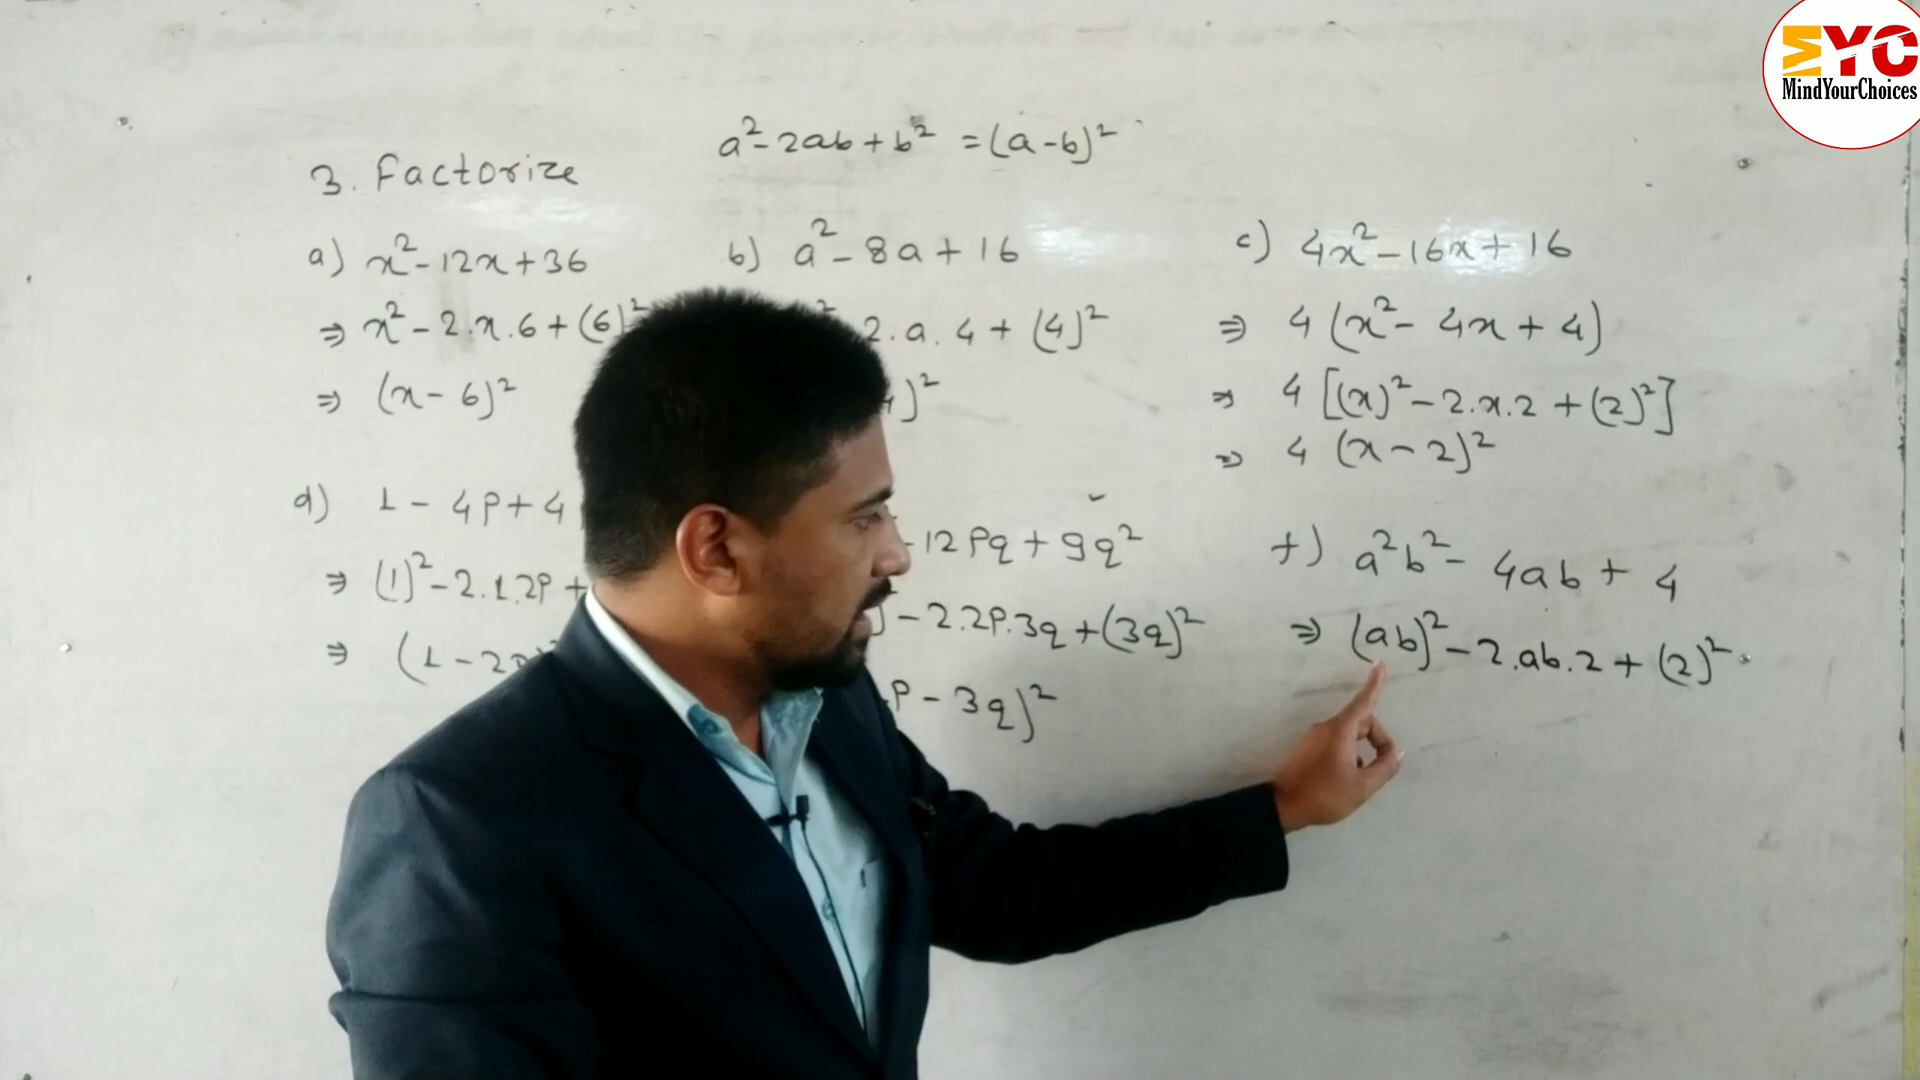 MYC
MindYourChoices
a² - 2ab + b² = (a - b)²
3. Factorize
a) x² - 12x + 36
⇒ x² - 2.x.6 + (6)²
⇒ (x - 6)²
b) a² - 8a + 16
2.a.4 + (4)²
)²
c) 4x² - 16x + 16
⇒ 4 (x² - 4x + 4)
⇒ 4 [(x)² - 2.x.2 + (2)²]
⇒ 4 (x - 2)²
d) 1 - 4p + 4
⇒ (1)² - 2.1.2p +
⇒ (1 - 2p
- 12pq + 9q²
) - 2.2p.3q + (3q)²
p - 3q)²
f) a²b² - 4ab + 4
⇒ (ab)² - 2.ab.2 + (2)²